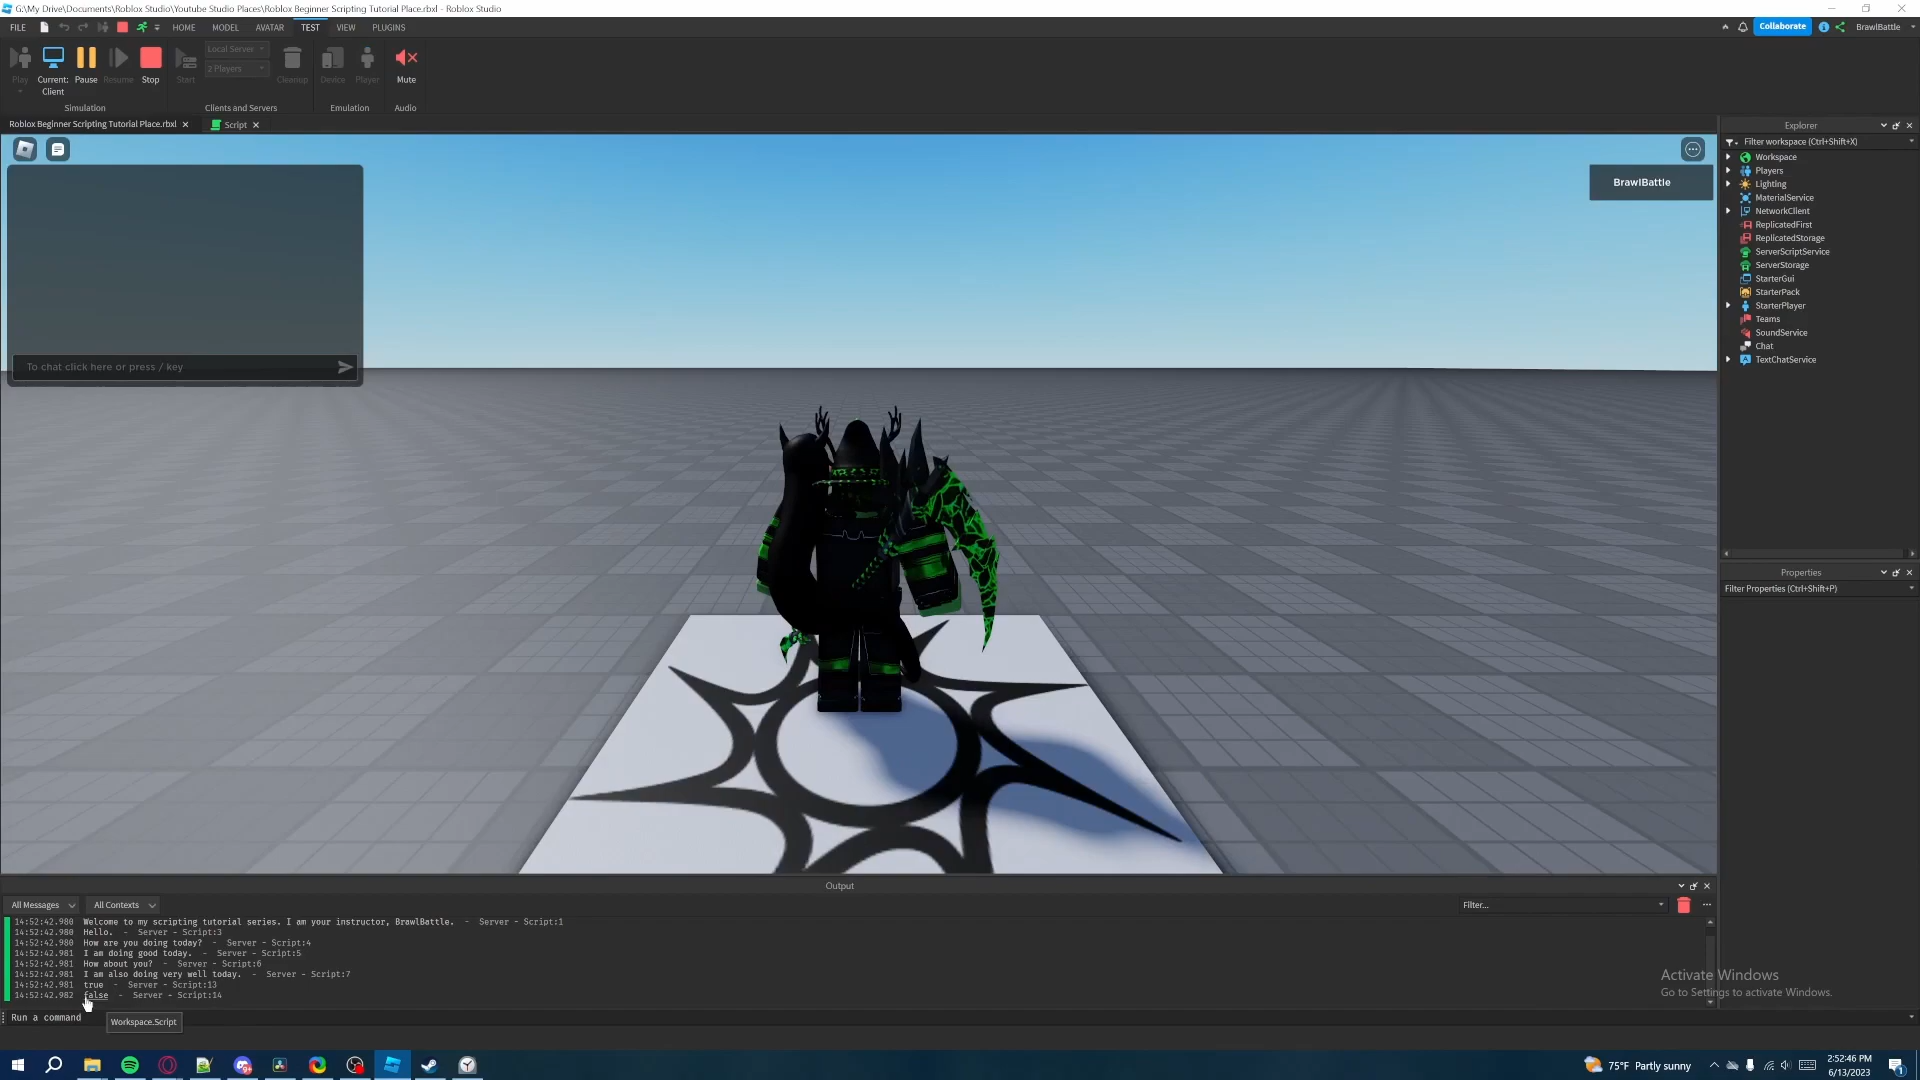 G:\My Drive\Documents\Roblox Studio\Youtube Studio Places\Roblox Beginner Scripting Tutorial Place.rbxl - Roblox Studio
FILE HOME MODEL AVATAR TEST VIEW PLUGINS Collaborate BrawlBattle
Local Server
2 Players
Play Current: Client Pause Resume Stop Start Cleanup Device Player Mute
Simulation Clients and Servers Emulation Audio
Roblox Beginner Scripting Tutorial Place.rbxl Script
Explorer
Filter workspace (Ctrl+Shift+X)
Workspace
Players
Lighting
MaterialService
NetworkClient
ReplicatedFirst
ReplicatedStorage
ServerScriptService
ServerStorage
StarterGui
StarterPack
StarterPlayer
Teams
SoundService
Chat
TextChatService
BrawlBattle
To chat click here or press / key
Properties
Filter Properties (Ctrl+Shift+P)
Output
All Messages All Contexts Filter...
14:52:42.980 Welcome to my scripting tutorial series. I am your instructor, BrawlBattle. - Server - Script:1
14:52:42.980 Hello. - Server - Script:3
14:52:42.980 How are you doing today? - Server - Script:4
14:52:42.981 I am doing good today. - Server - Script:5
14:52:42.981 How about you? - Server - Script:6
14:52:42.981 I am also doing very well today. - Server - Script:7
14:52:42.981 true - Server - Script:13
14:52:42.982 false - Server - Script:14
Run a command
Workspace.Script
Activate Windows
Go to Settings to activate Windows.
75°F Partly sunny
2:52:46 PM
6/13/2023